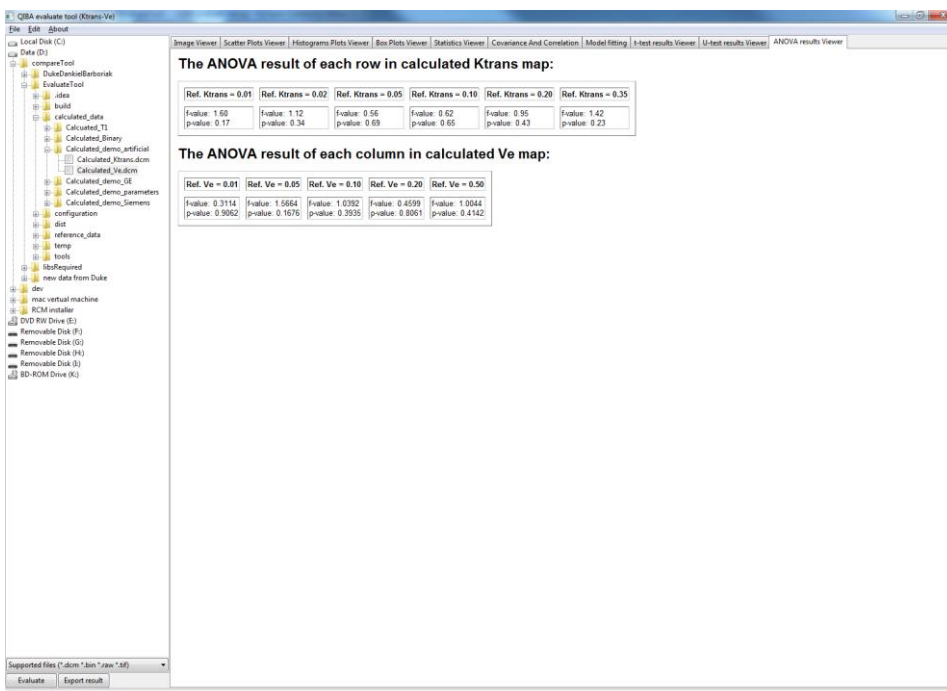 QIBA evaluate tool (Ktrans-Ve)
File Edit About
Local Disk (C:)
Data (D:)
compareTool
DukeDankielBarboriak
EvaluateTool
.idea
build
calculated_data
Calcuated_T1
Calculated_Binary
Calculated_demo_artificial
Calculated_Ktrans.dcm
Calculated_Ve.dcm
Calculated_demo_GE
Calculated_demo_parameters
Calculated_demo_Siemens
configuration
dist
reference_data
temp
tools
libsRequired
new data from Duke
dev
mac vertual machine
RCM installer
DVD RW Drive (E:)
Removable Disk (F:)
Removable Disk (G:)
Removable Disk (H:)
Removable Disk (I:)
BD-ROM Drive (K:)
Supported files (*.dcm *.bin *.raw *.tif)
Evaluate Export result
Image Viewer Scatter Plots Viewer Histograms Plots Viewer Box Plots Viewer Statistics Viewer Covariance And Correlation Model fitting t-test results Viewer U-test results Viewer ANOVA results Viewer
The ANOVA result of each row in calculated Ktrans map:
Ref. Ktrans = 0.01 Ref. Ktrans = 0.02 Ref. Ktrans = 0.05 Ref. Ktrans = 0.10 Ref. Ktrans = 0.20 Ref. Ktrans = 0.35
f-value: 1.60 f-value: 1.12 f-value: 0.56 f-value: 0.62 f-value: 0.95 f-value: 1.42
p-value: 0.17 p-value: 0.34 p-value: 0.69 p-value: 0.65 p-value: 0.43 p-value: 0.23
The ANOVA result of each column in calculated Ve map:
Ref. Ve = 0.01 Ref. Ve = 0.05 Ref. Ve = 0.10 Ref. Ve = 0.20 Ref. Ve = 0.50
f-value: 0.3114 f-value: 1.5664 f-value: 1.0392 f-value: 0.4599 f-value: 1.0044
p-value: 0.9062 p-value: 0.1676 p-value: 0.3935 p-value: 0.8061 p-value: 0.4142